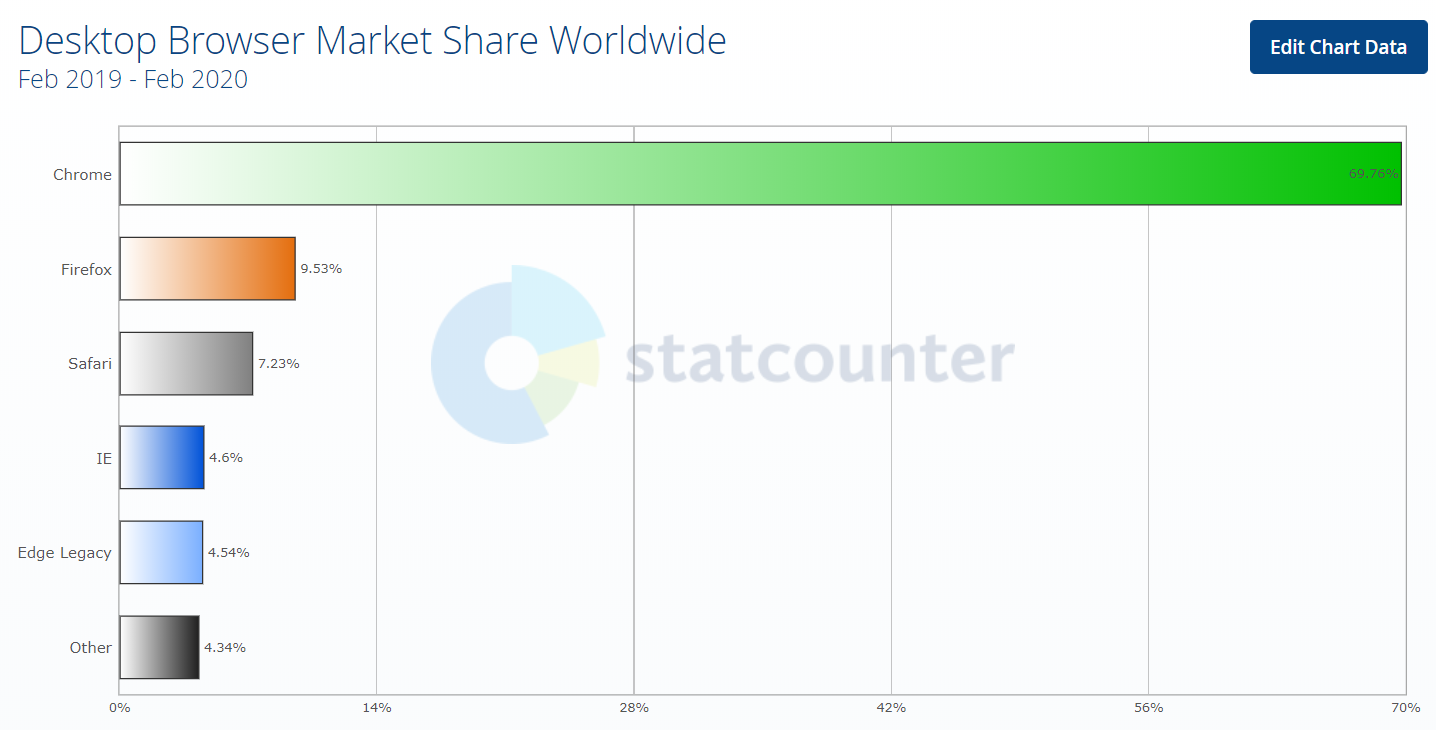 Desktop Browser Market Share Worldwide
Feb 2019 - Feb 2020
Edit Chart Data
Chrome 69.76%
Firefox 9.53%
Safari 7.23%
statcounter
IE 4.6%
Edge Legacy 4.54%
Other 4.34%
0% 14% 28% 42% 56% 70%